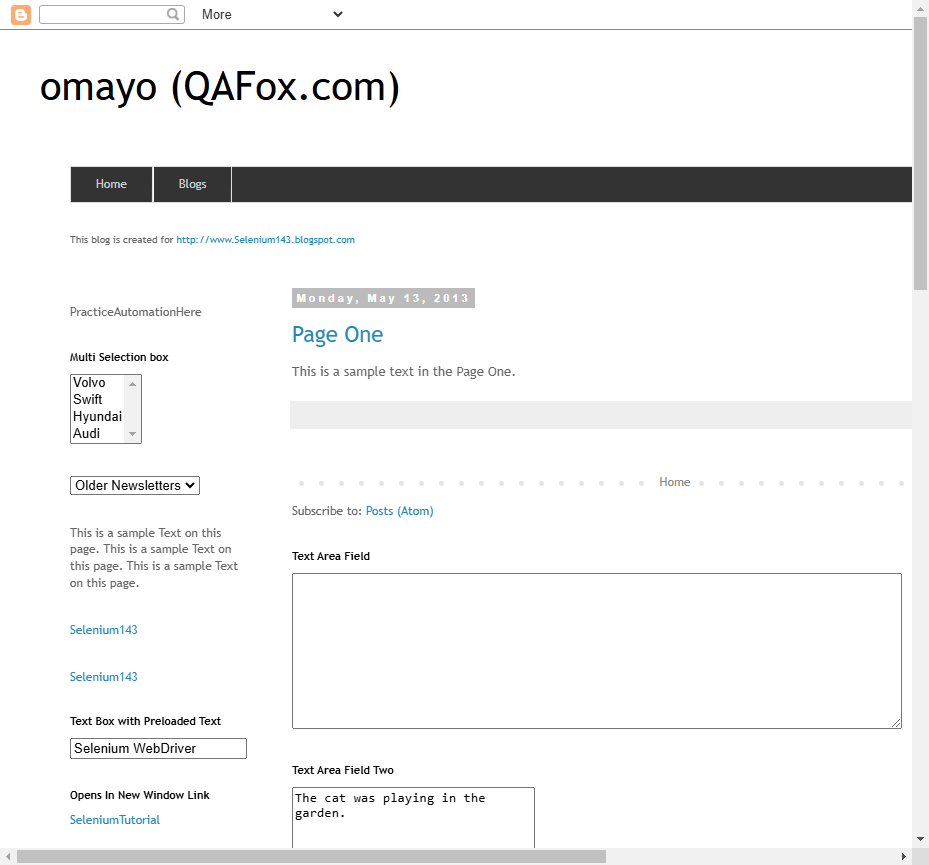 More
omayo (QAFox.com)
Home
Blogs
This blog is created for http://www.Selenium143.blogspot.com
PracticeAutomationHere
Multi Selection box
Volvo
Swift
Hyundai
Audi
Older Newsletters
This is a sample Text on this
page. This is a sample Text on
this page. This is a sample Text
on this page.
Selenium143
Selenium143
Text Box with Preloaded Text
Selenium WebDriver
Opens In New Window Link
SeleniumTutorial
Monday, May 13, 2013
Page One
This is a sample text in the Page One.
Home
Subscribe to: Posts (Atom)
Text Area Field
Text Area Field Two
The cat was playing in the
garden.